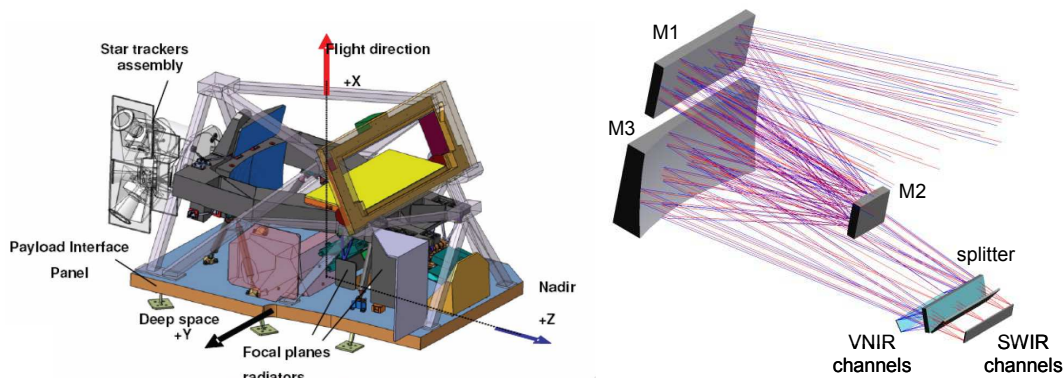 Star trackers
assembly
Flight direction
+X
Payload Interface
Panel
Deep space
+Y
Focal planes
radiators
Nadir
+Z
M1
M3
M2
splitter
VNIR
channels
SWIR
channels